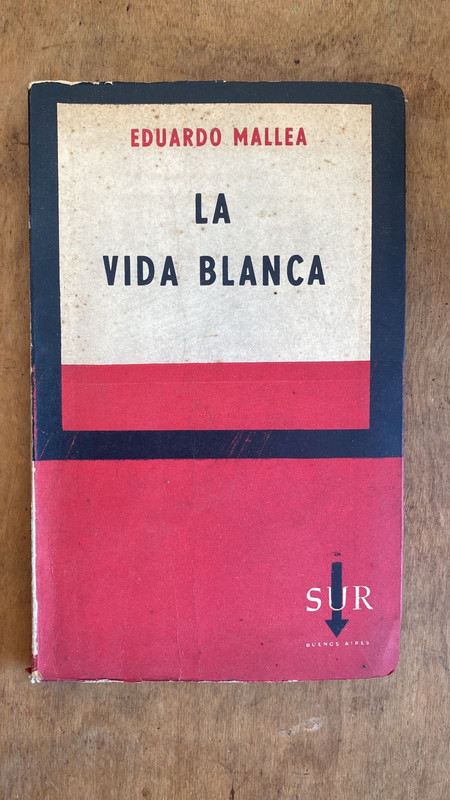 EDUARDO MALLEA
LA
VIDA BLANCA
SUR
BUENOS AIRES